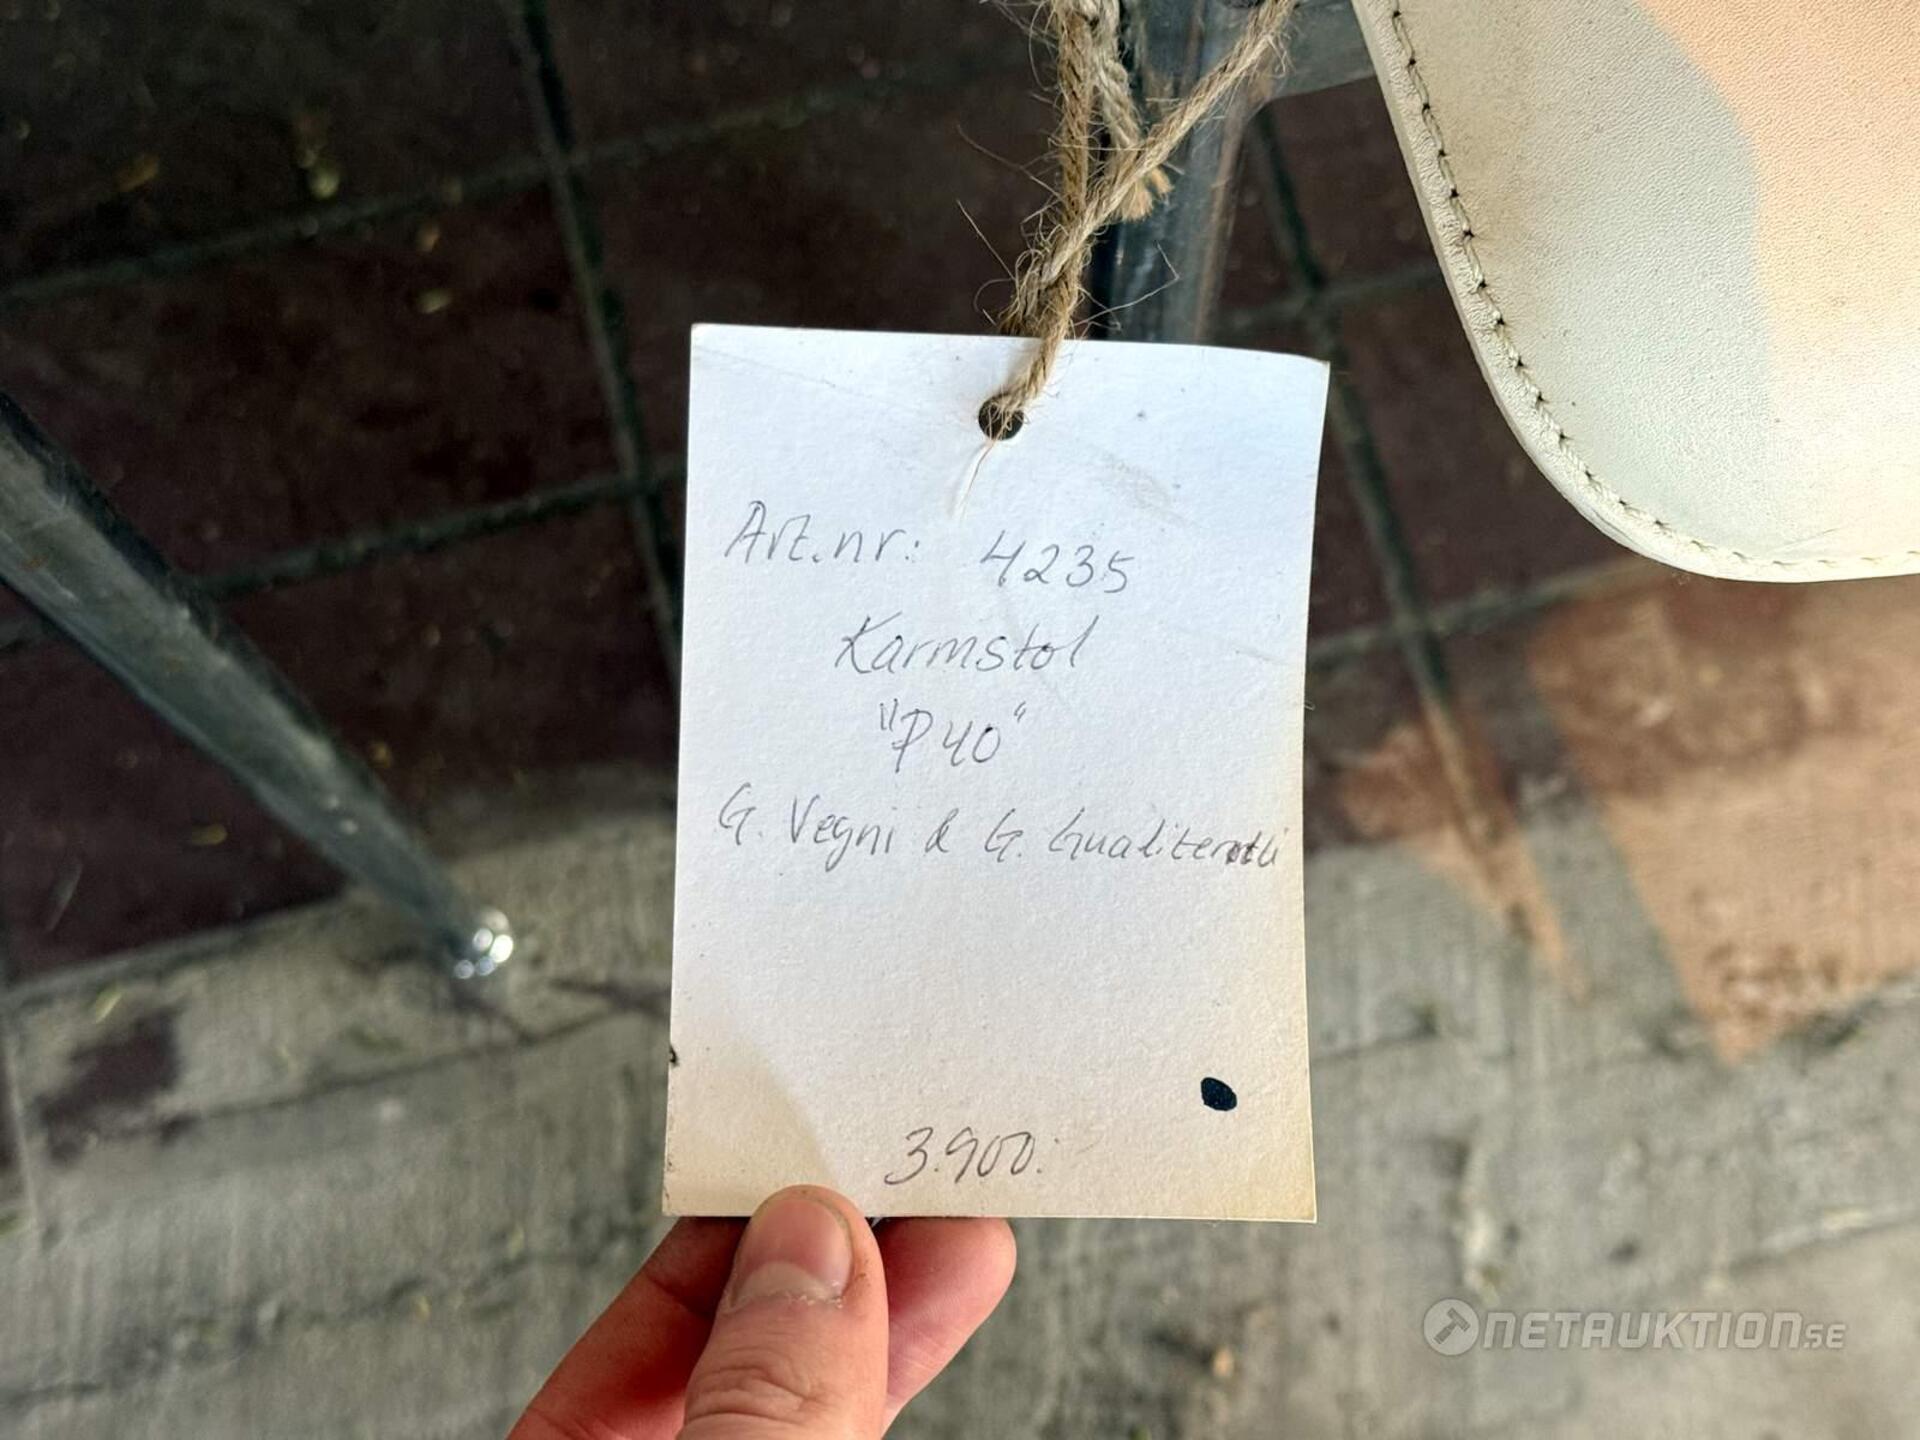 Art.nr: 4235
Karmstol
"P40"
G. Vegni & G. Gualiterotti
3.900:
NETAUKTION.SE